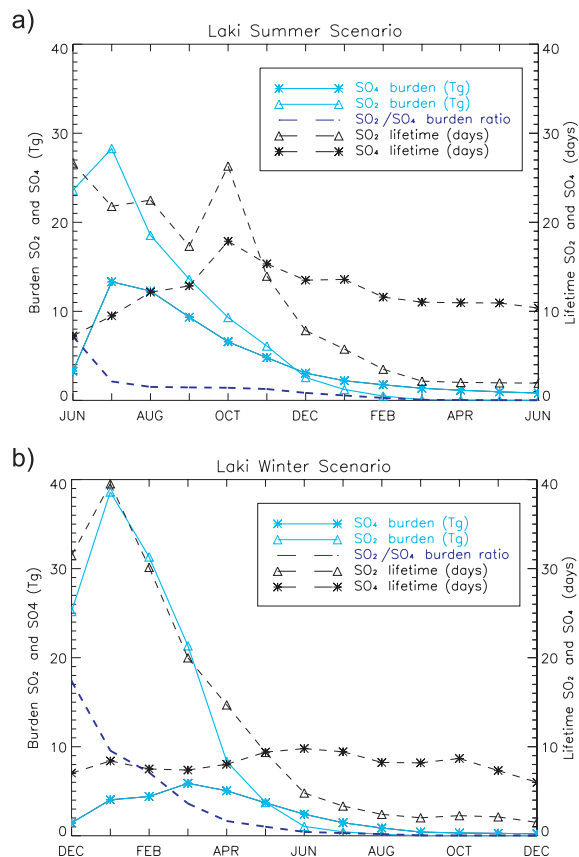 a)
Laki Summer Scenario
40
30
20
10
0
Burden SO₂ and SO₄ (Tg)
SO₄ burden (Tg)
SO₂ burden (Tg)
SO₂/SO₄ burden ratio
SO₂ lifetime (days)
SO₄ lifetime (days)
40
30
20
10
0
Lifetime SO₂ and SO₄ (days)
JUN AUG OCT DEC FEB APR JUN
b)
Laki Winter Scenario
40
30
20
10
0
Burden SO₂ and SO4 (Tg)
SO₄ burden (Tg)
SO₂ burden (Tg)
SO₂/SO₄ burden ratio
SO₂ lifetime (days)
SO₄ lifetime (days)
40
30
20
10
0
Lifetime SO₂ and SO₄ (days)
DEC FEB APR JUN AUG OCT DEC